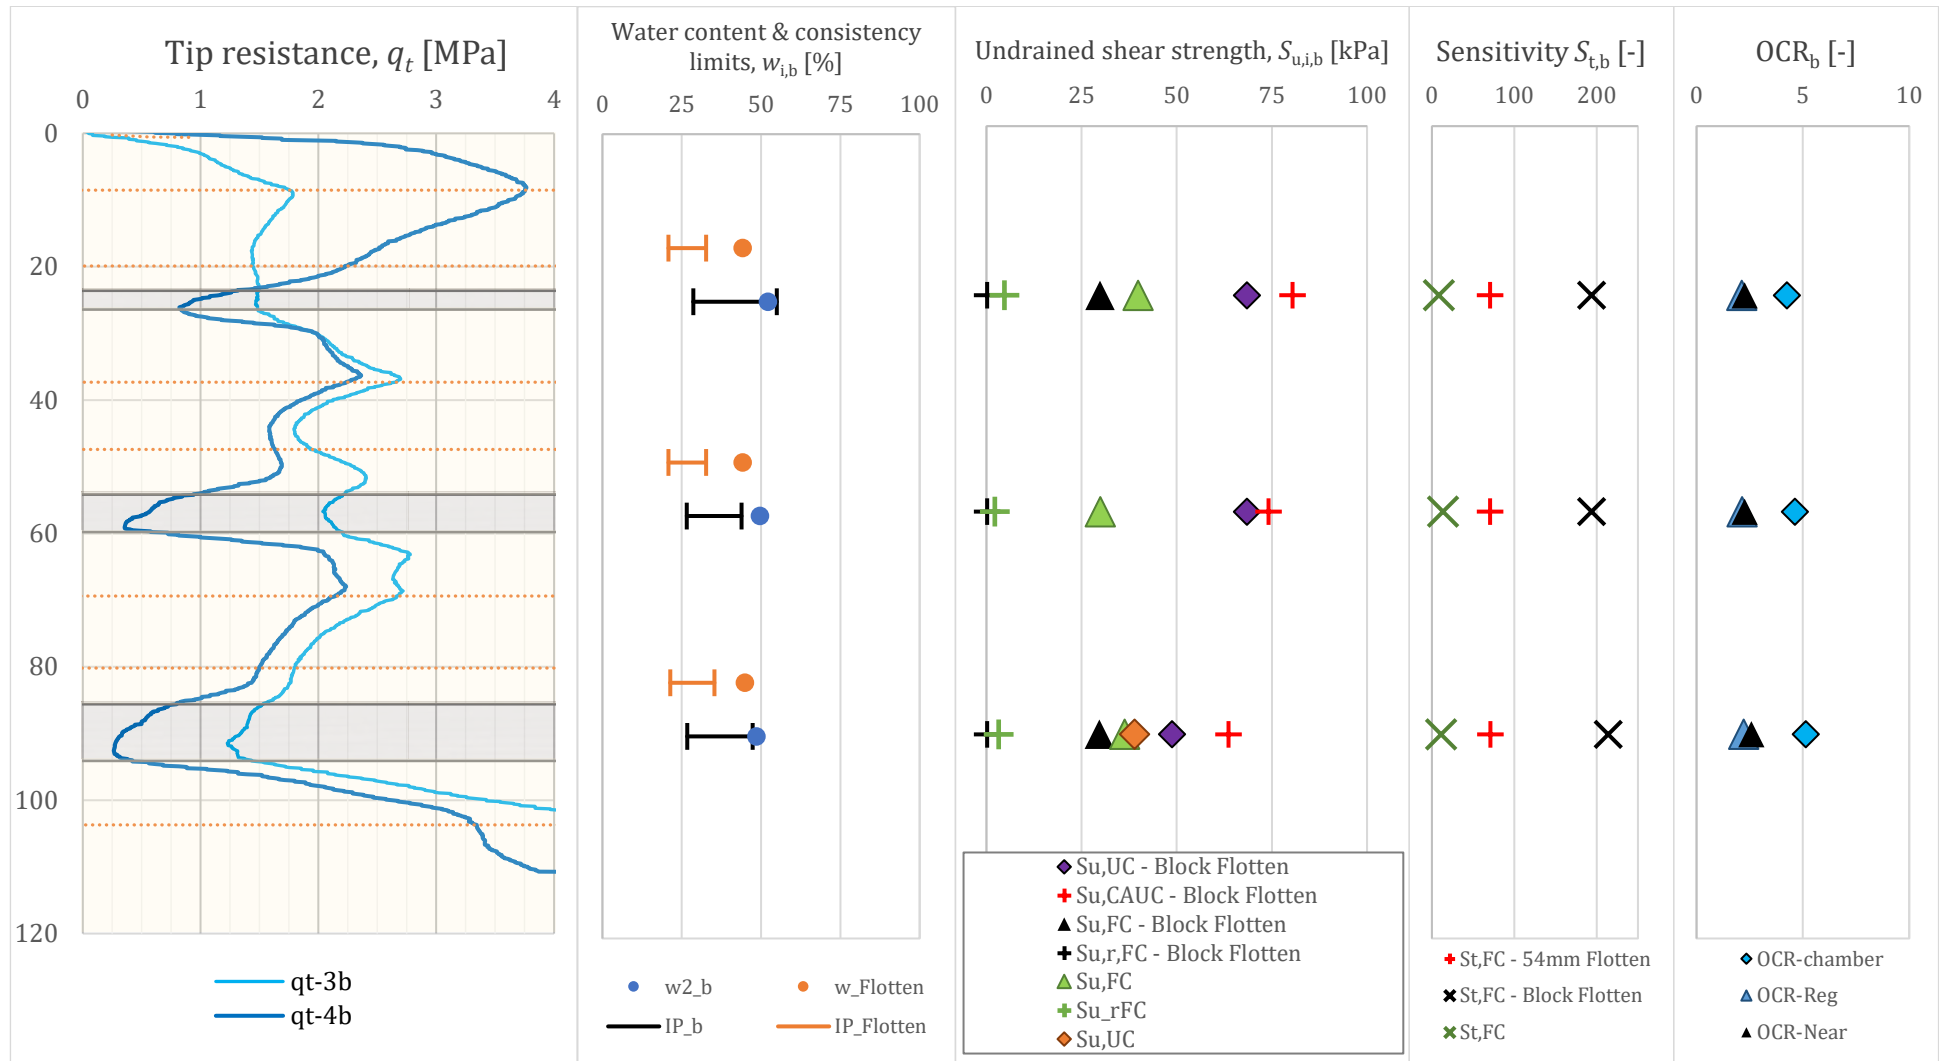 Tip resistance, qt [MPa]
0 1 2 3 4
0
20
40
60
80
100
120
qt-3b
qt-4b
Water content & consistency
limits, wi,b [%]
0 25 50 75 100
w2_b w_Flotten
IP_b IP_Flotten
Undrained shear strength, Su,i,b [kPa]
0 25 50 75 100
Su,UC - Block Flotten
Su,CAUC - Block Flotten
Su,FC - Block Flotten
Su,r,FC - Block Flotten
Su,FC
Su_rFC
Su,UC
Sensitivity St,b [-]
0 100 200
St,FC - 54mm Flotten
St,FC - Block Flotten
St,FC
OCRb [-]
0 5 10
OCR-chamber
OCR-Reg
OCR-Near